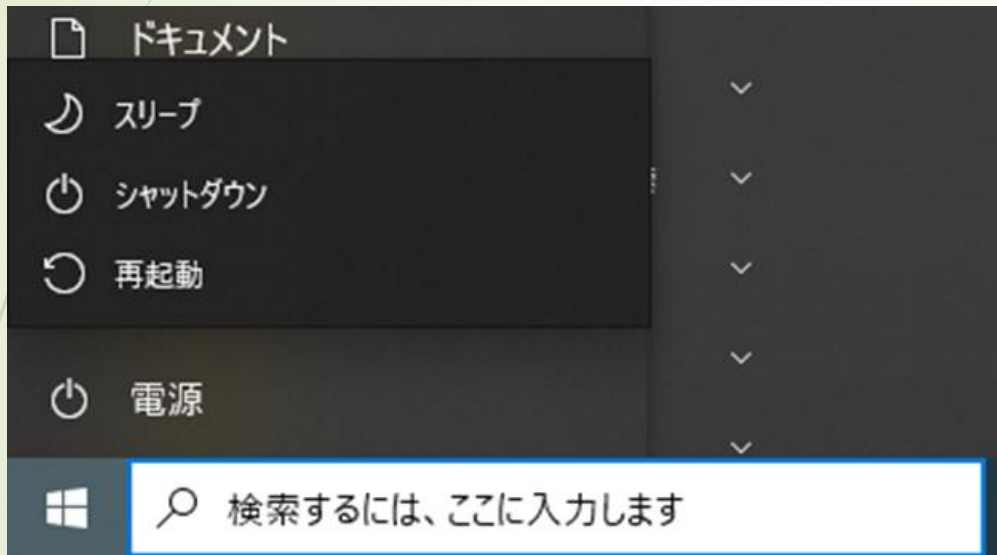 ドキュメント
スリープ
シャットダウン
再起動
電源
検索するには、ここに入力します